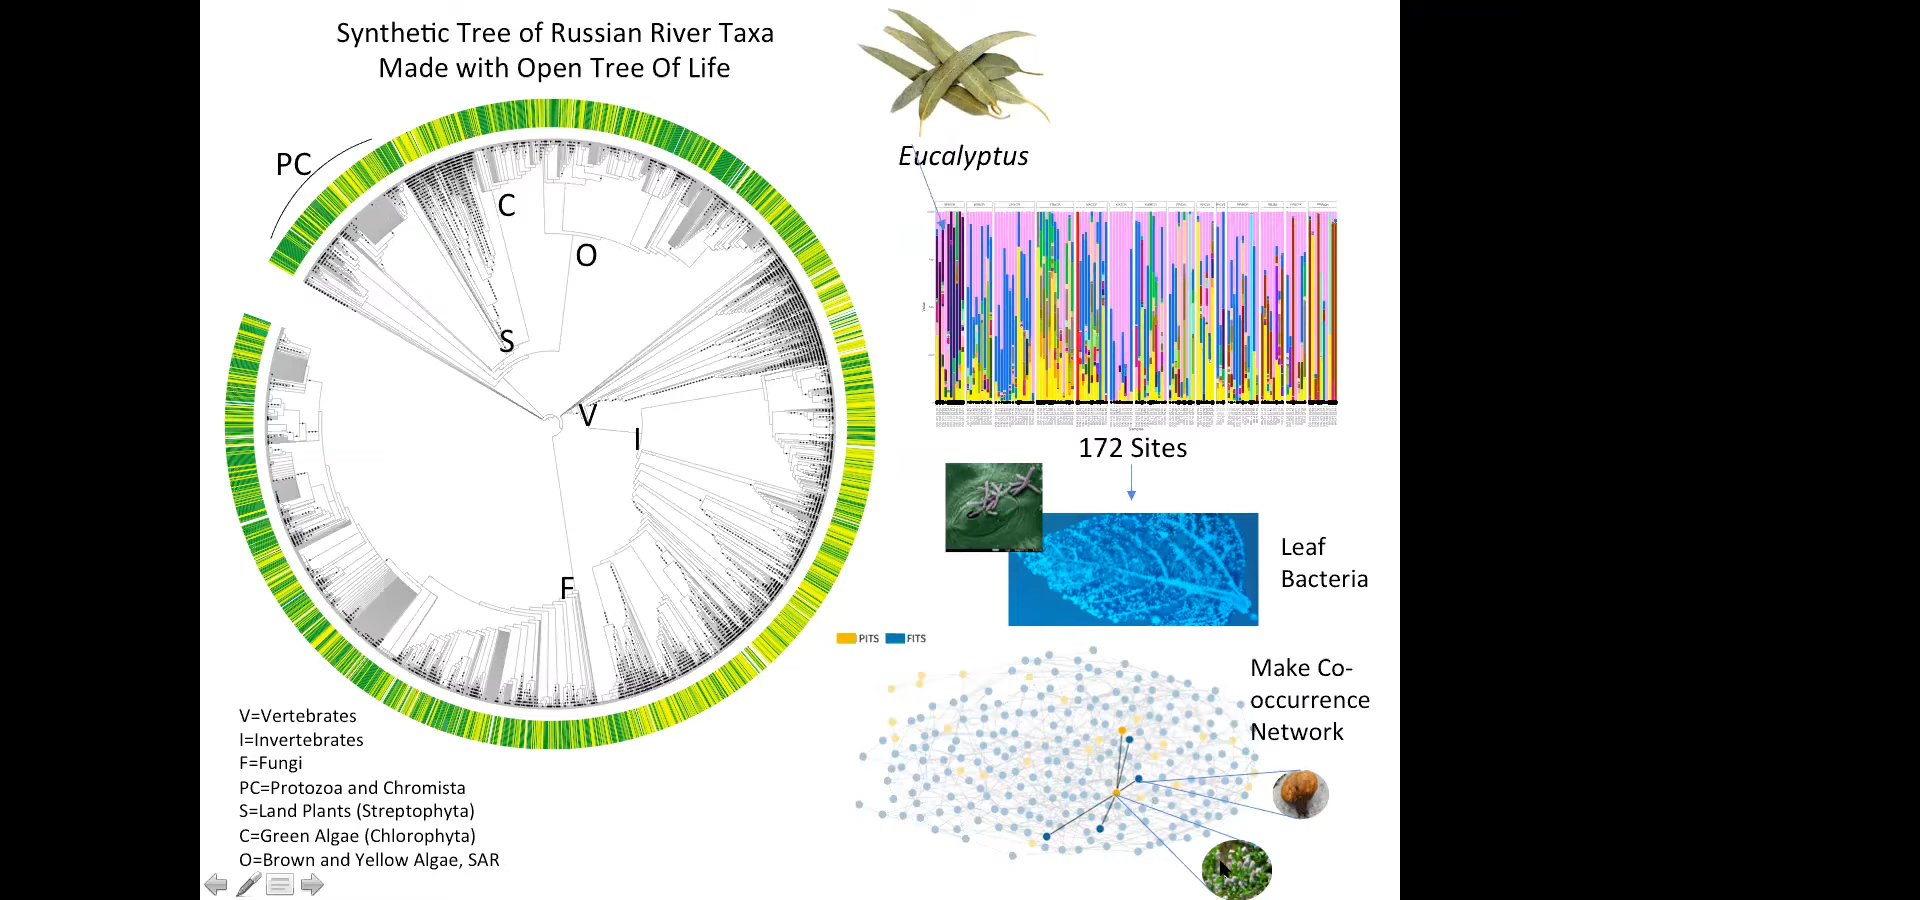 Synthetic Tree of Russian River Taxa
Made with Open Tree Of Life
PC
C
O
S
V
I
F
V=Vertebrates
I=Invertebrates
F=Fungi
PC=Protozoa and Chromista
S=Land Plants (Streptophyta)
C=Green Algae (Chlorophyta)
O=Brown and Yellow Algae, SAR
Eucalyptus
172 Sites
Leaf
Bacteria
PITS FITS
Make Co-
occurrence
Network